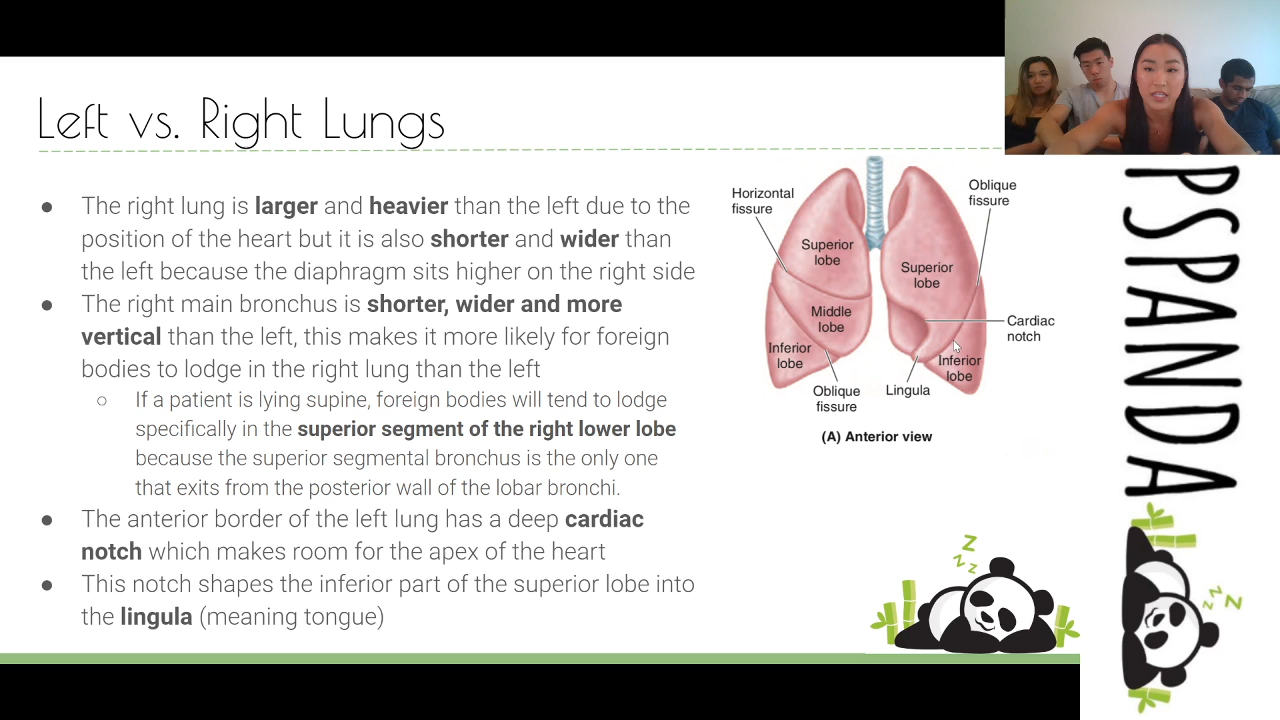 Left vs. Right Lungs
● The right lung is larger and heavier than the left due to the
position of the heart but it is also shorter and wider than
the left because the diaphragm sits higher on the right side
● The right main bronchus is shorter, wider and more
vertical than the left, this makes it more likely for foreign
bodies to lodge in the right lung than the left
○ If a patient is lying supine, foreign bodies will tend to lodge
specifically in the superior segment of the right lower lobe
because the superior segmental bronchus is the only one
that exits from the posterior wall of the lobar bronchi.
● The anterior border of the left lung has a deep cardiac
notch which makes room for the apex of the heart
● This notch shapes the inferior part of the superior lobe into
the lingula (meaning tongue)
Horizontal
fissure
Oblique
fissure
Superior
lobe
Superior
lobe
Middle
lobe
Cardiac
notch
Inferior
lobe
Inferior
lobe
Oblique
fissure
Lingula
(A) Anterior view
z
z
z
PSPANDA
z
z
z